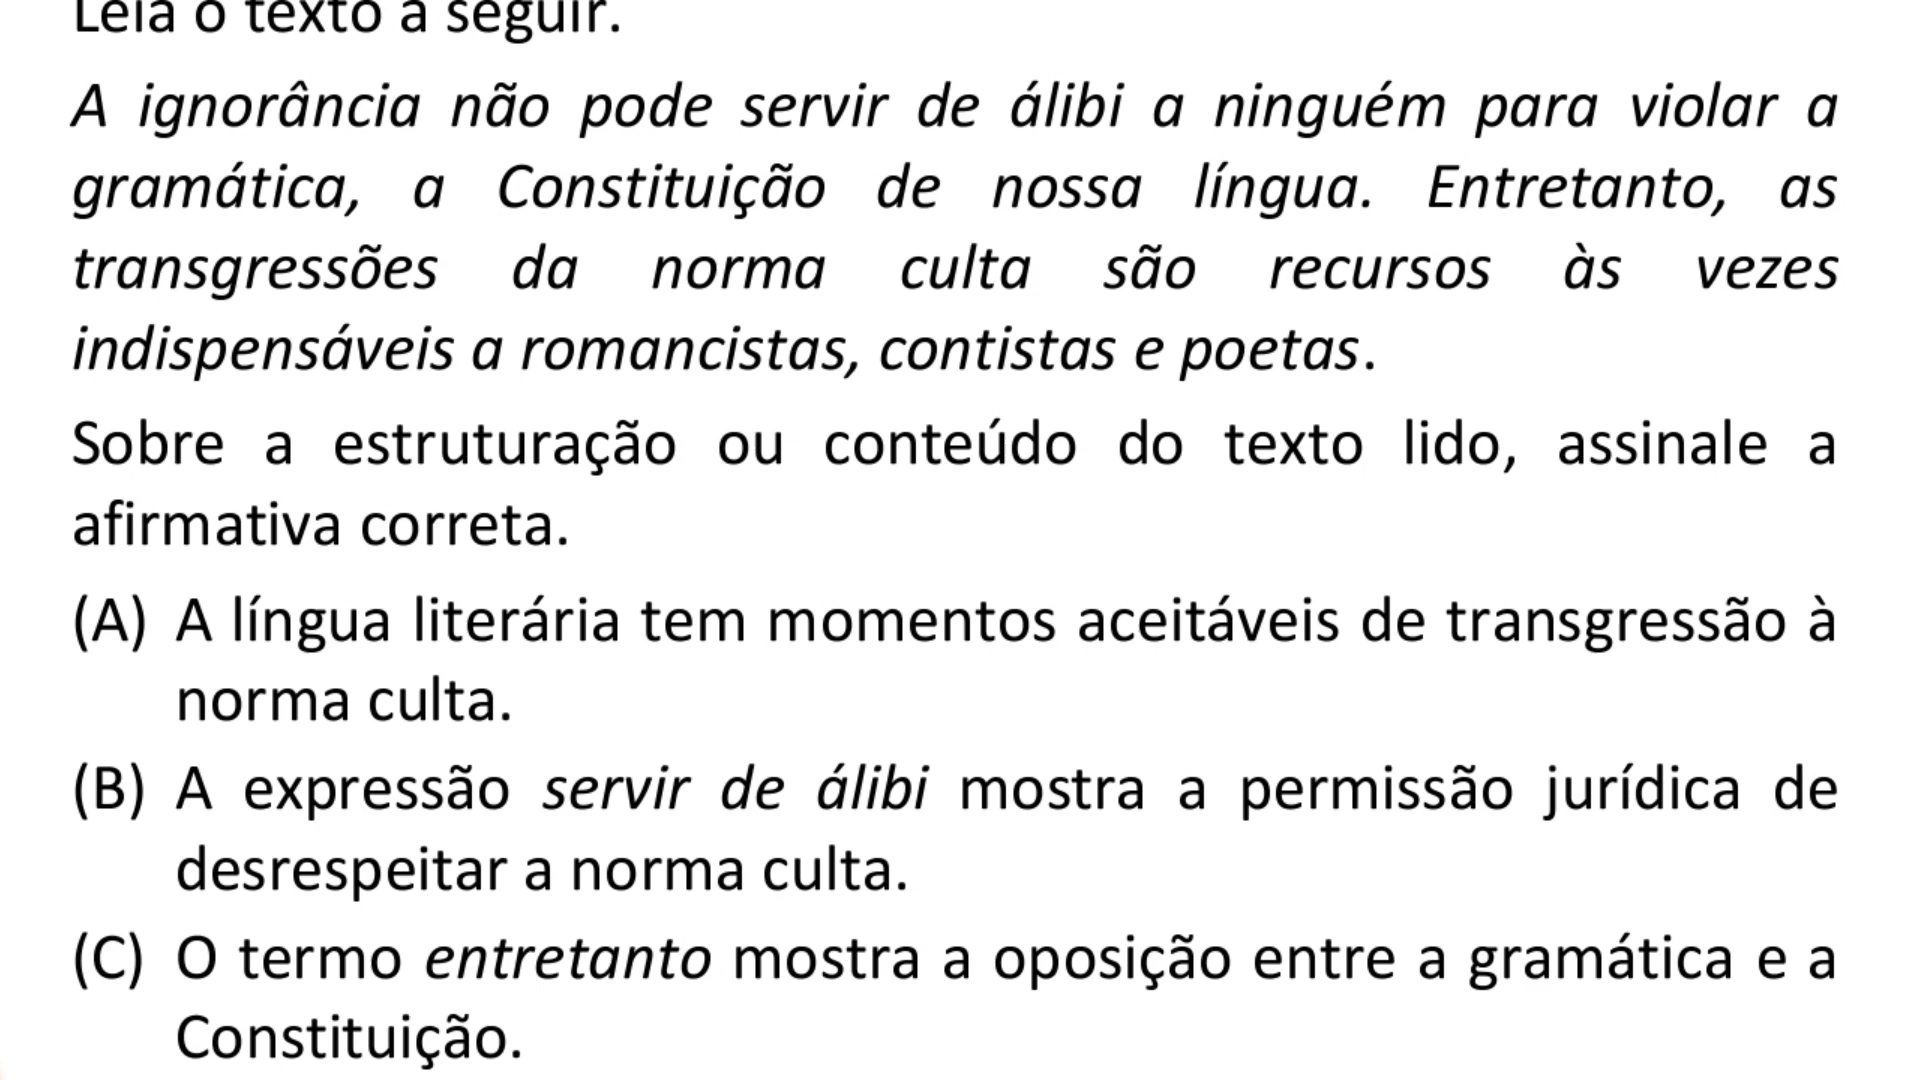 Leia o texto a seguir.
A ignorância não pode servir de álibi a ninguém para violar a
gramática, a Constituição de nossa língua. Entretanto, as
transgressões da norma culta são recursos às vezes
indispensáveis a romancistas, contistas e poetas.
Sobre a estruturação ou conteúdo do texto lido, assinale a
afirmativa correta.
(A) A língua literária tem momentos aceitáveis de transgressão à
norma culta.
(B) A expressão servir de álibi mostra a permissão jurídica de
desrespeitar a norma culta.
(C) O termo entretanto mostra a oposição entre a gramática e a
Constituição.